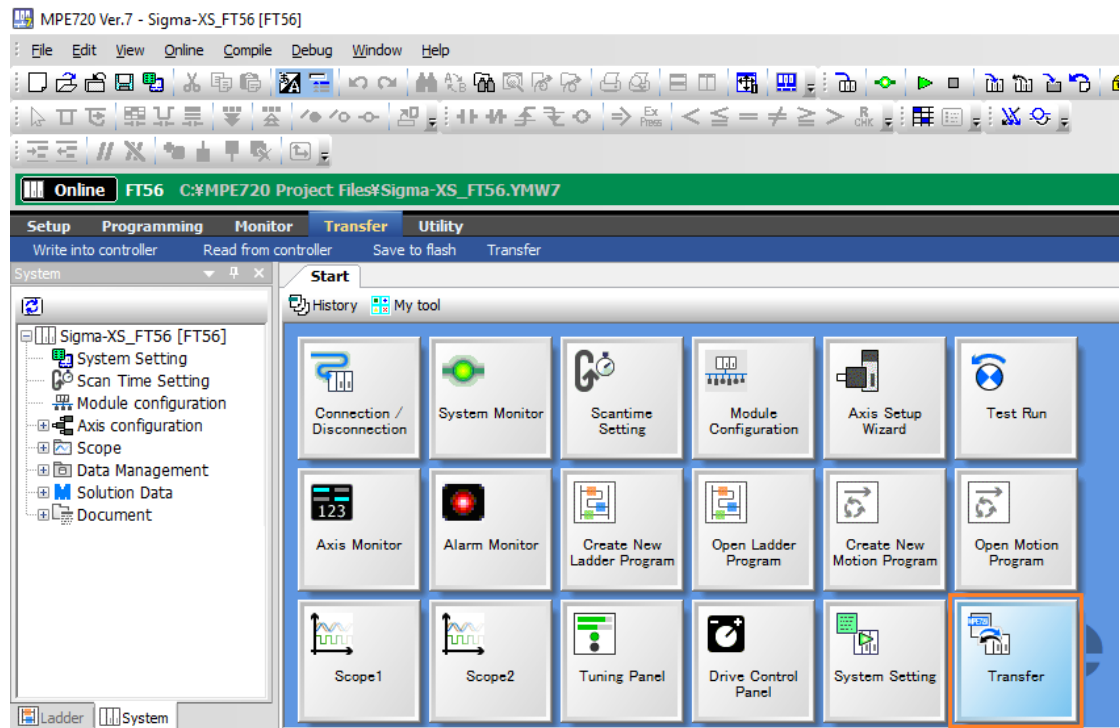 MPE720 Ver.7 - Sigma-XS_FT56 [FT56]
File Edit View Online Compile Debug Window Help
Ex Press
R CHK
Online FT56 C:¥MPE720 Project Files¥Sigma-XS_FT56.YMW7
Setup Programming Monitor Transfer Utility
Write into controller Read from controller Save to flash Transfer
System
Start
History My tool
Sigma-XS_FT56 [FT56]
System Setting
Scan Time Setting
Module configuration
Axis configuration
Scope
Data Management
Solution Data
Document
Connection / Disconnection
System Monitor
Scantime Setting
Module Configuration
Axis Setup Wizard
Test Run
123
Axis Monitor
Alarm Monitor
Create New Ladder Program
Open Ladder Program
Create New Motion Program
Open Motion Program
Scope1
Scope2
Tuning Panel
Drive Control Panel
System Setting
Transfer
Ladder System